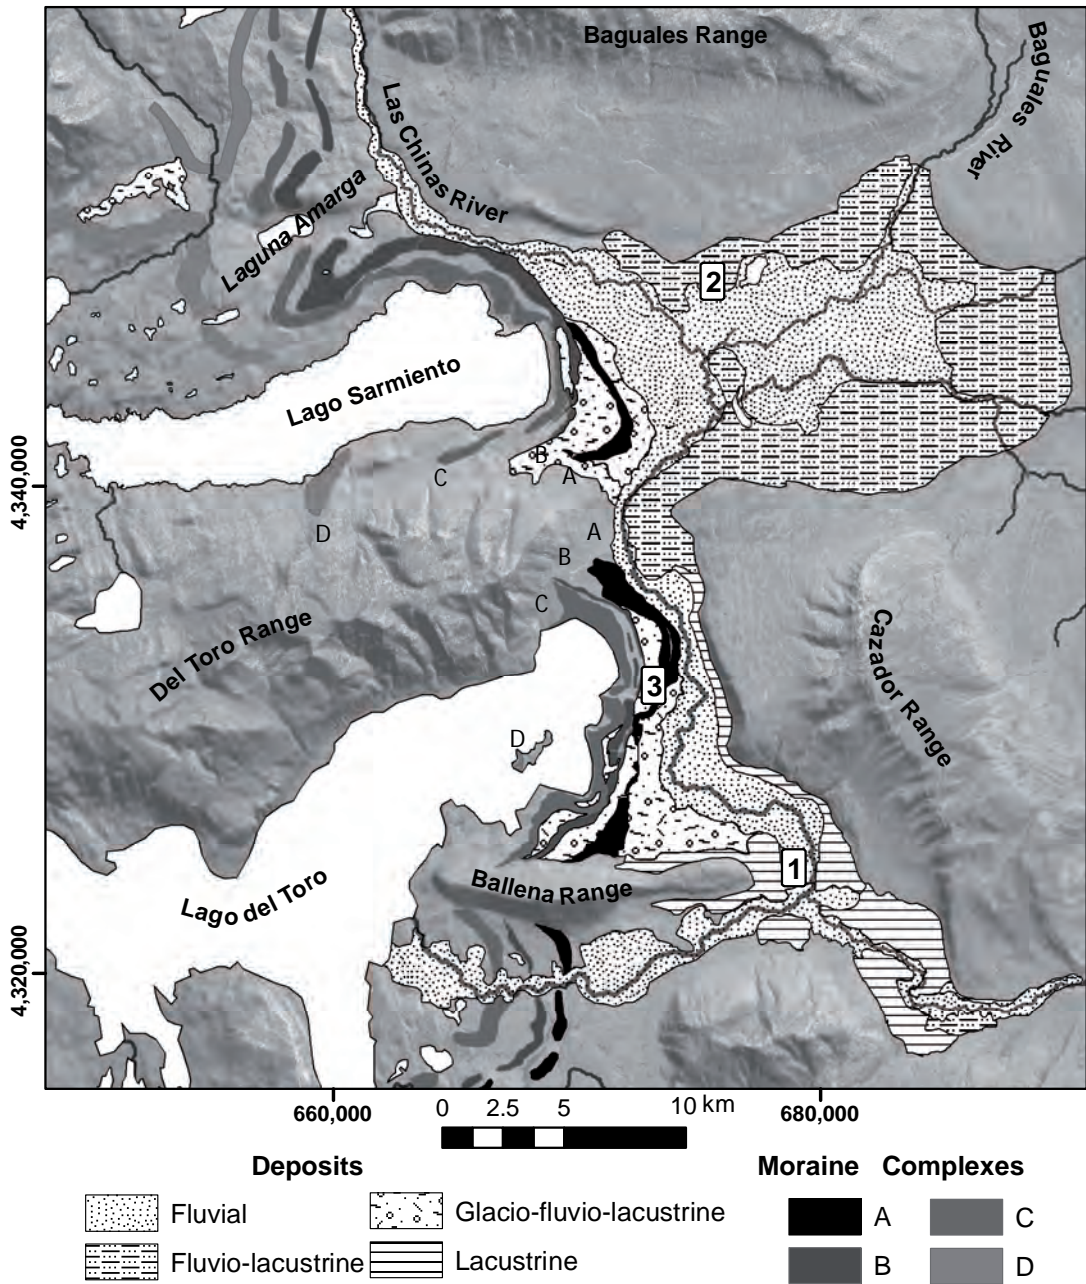 Baguales Range
Baguales River
Las Chinas River
Laguna Amarga
2
Lago Sarmiento
B
C
A
4,340,000
D
A
B
C
Del Toro Range
Cazador Range
3
D
1
Ballena Range
Lago del Toro
4,320,000
660,000
0 2.5 5 10 km
680,000
Deposits
Moraine Complexes
Fluvial
Glacio-fluvio-lacustrine
A
C
Fluvio-lacustrine
Lacustrine
B
D